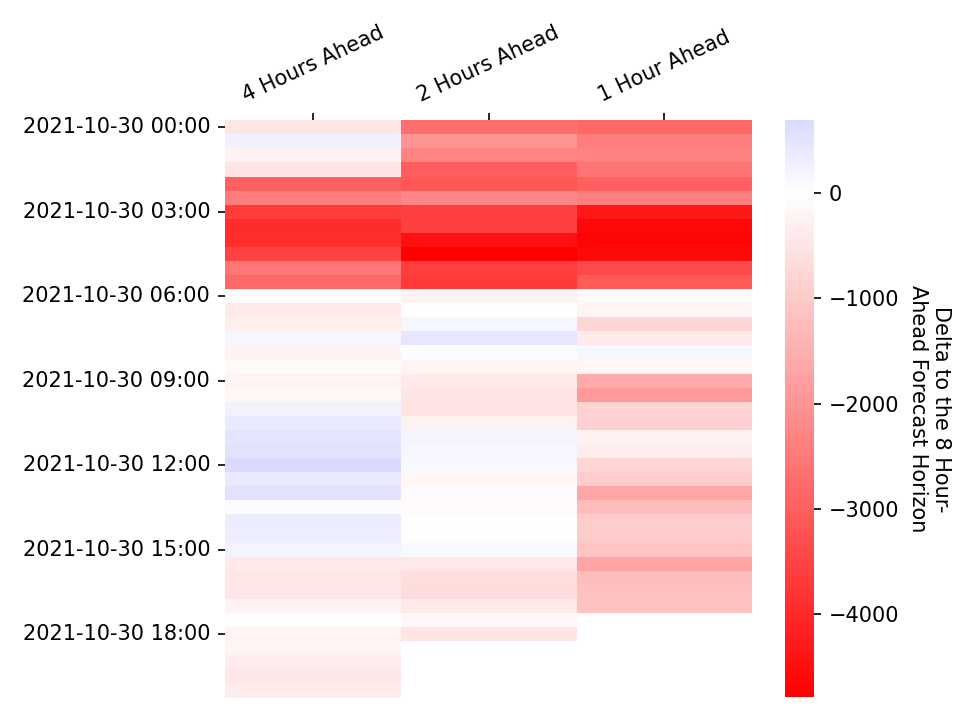 4 Hours Ahead
2 Hours Ahead
1 Hour Ahead
2021-10-30 00:00
2021-10-30 03:00
2021-10-30 06:00
2021-10-30 09:00
2021-10-30 12:00
2021-10-30 15:00
2021-10-30 18:00
0
−1000
−2000
−3000
−4000
Delta to the 8 Hour-
Ahead Forecast Horizon